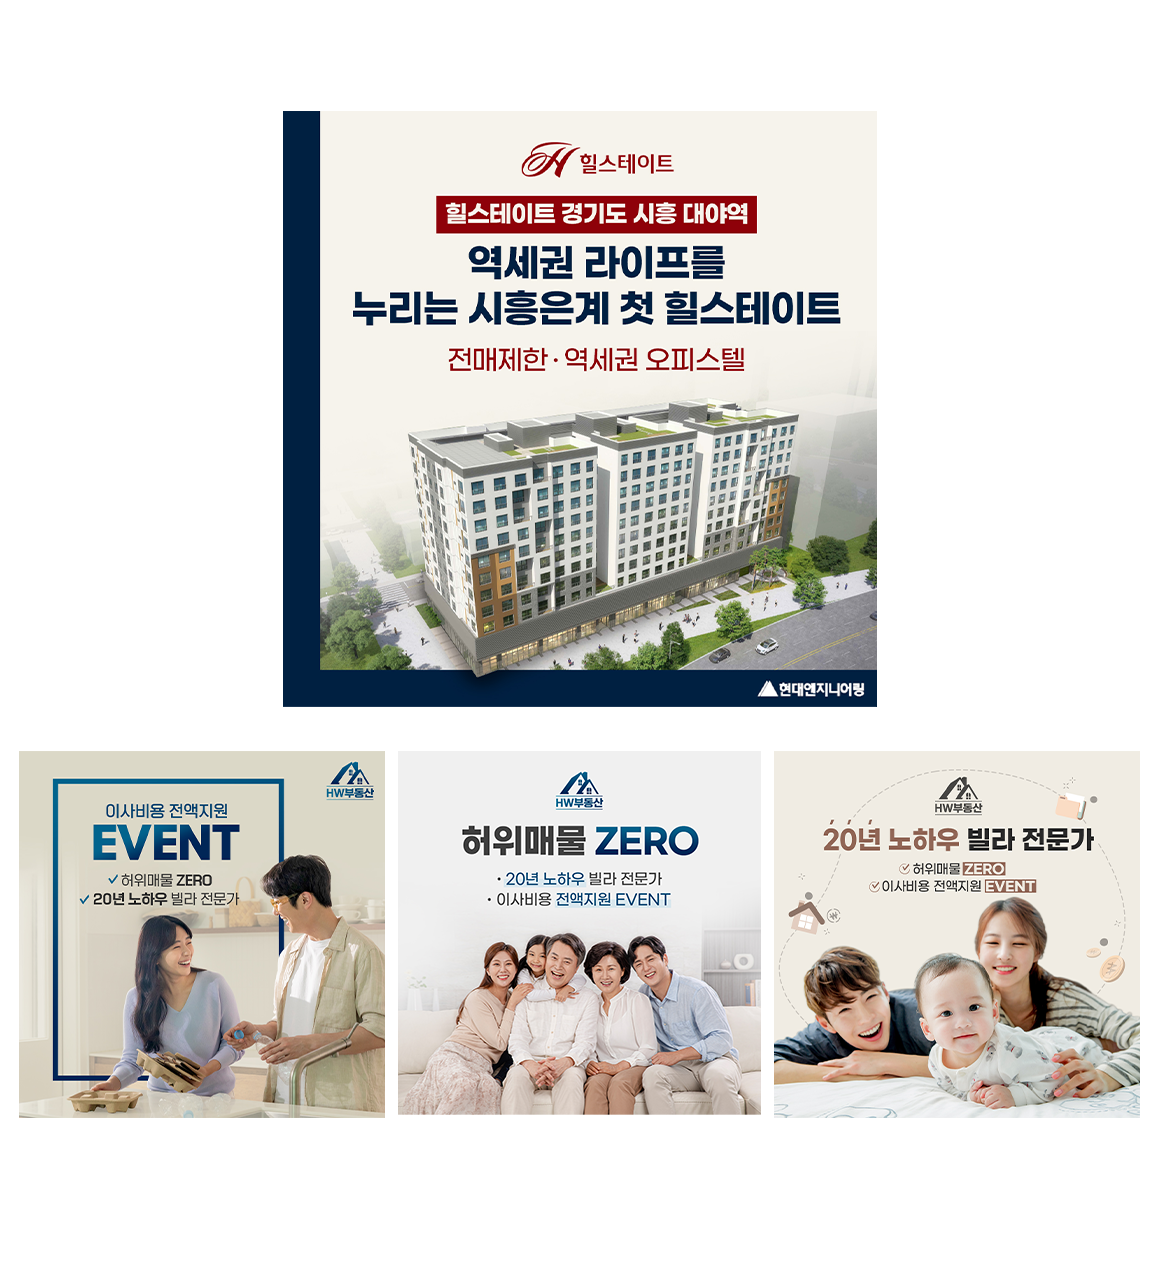 힐스테이트
힐스테이트 경기도 시흥 대야역
역세권 라이프를
누리는 시흥은계 첫 힐스테이트
전매제한·역세권 오피스텔
현대엔지니어링
HW부동산
이사비용 전액지원
EVENT
허위매물 ZERO
20년 노하우 빌라 전문가
HW부동산
허위매물 ZERO
· 20년 노하우 빌라 전문가
· 이사비용 전액지원 EVENT
HW부동산
20년 노하우 빌라 전문가
허위매물 ZERO
이사비용 전액지원 EVENT